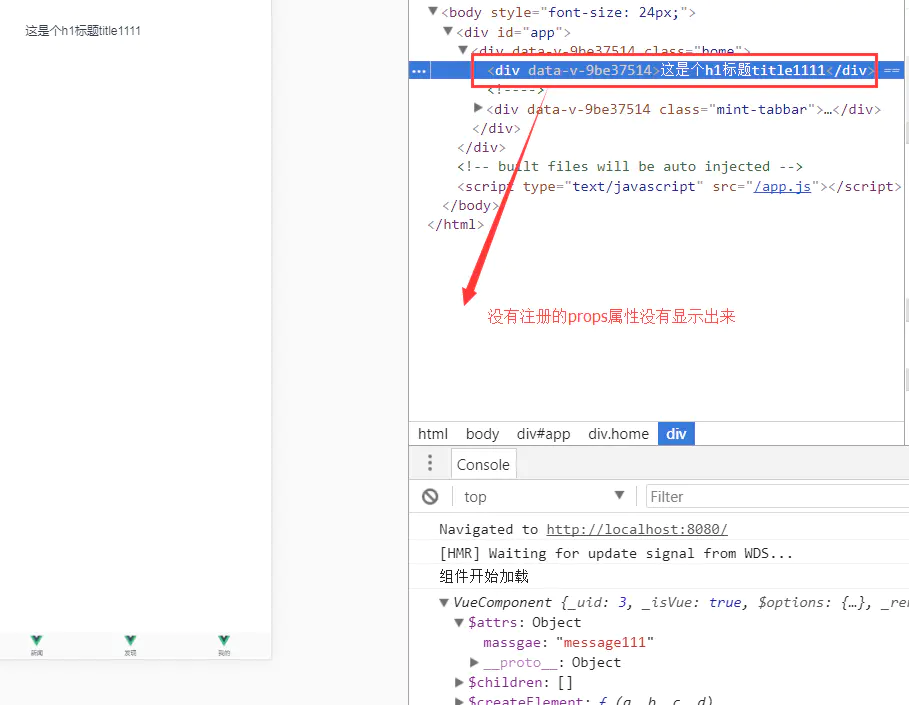 这是个h1标题title1111
新闻
发现
我的
▼<body style="font-size: 24px;">
▼<div id="app">
▼<div data-v-9be37514 class="home">
<div data-v-9be37514>这是个h1标题title1111</div> ==
<!---->
▶<div data-v-9be37514 class="mint-tabbar">…</div>
</div>
</div>
<!-- built files will be auto injected -->
<script type="text/javascript" src="/app.js"></script>
</body>
</html>
没有注册的props属性没有显示出来
html body div#app div.home div
Console
top ▼ Filter
Navigated to http://localhost:8080/
[HMR] Waiting for update signal from WDS...
组件开始加载
▼VueComponent {_uid: 3, _isVue: true, $options: {…}, _re
▼$attrs: Object
massgae: "message111"
▶__proto__: Object
▶$children: []
▶$createElement: ƒ (a, b, c, d)